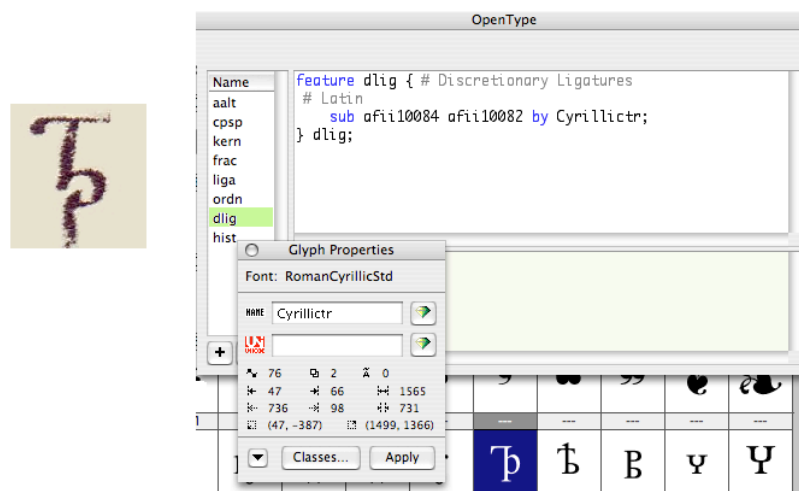 OpenType
Name
aalt
cpsp
kern
frac
liga
ordn
dlig
hist
feature dlig { # Discretionary Ligatures
# Latin
sub afii10084 afii10082 by Cyrillictr;
} dlig;
Glyph Properties
Font: RomanCyrillicStd
NAME Cyrillictr
UNICODE
76 2 0
47 66 1565
736 98 731
(47, -387) (1499, 1366)
Classes... Apply
--- --- --- --- ---